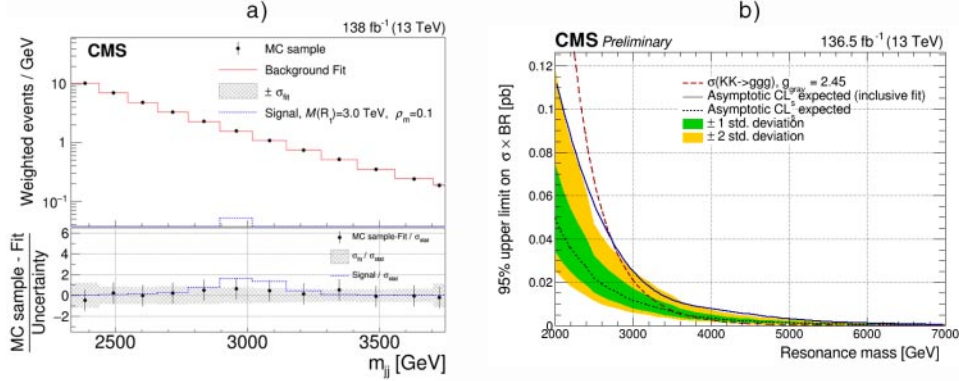 a)
138 fb⁻¹ (13 TeV)
CMS
MC sample
Background Fit
± σfit
Signal, M(R₁)=3.0 TeV, ρₘ=0.1
Weighted events / GeV
10
1
10⁻¹
MC sample-Fit / σstat
Signal / σstat
MC sample - Fit
Uncertainty
6
4
2
0
−2
2500 3000 3500
mjj [GeV]
b)
CMS Preliminary
136.5 fb⁻¹ (13 TeV)
σ(KK->ggg), ggrav = 2.45
Asymptotic CLs expected (inclusive fit)
Asymptotic CLs expected
± 1 std. deviation
± 2 std. deviation
95% upper limit on σ × BR [pb]
0.12
0.1
0.08
0.06
0.04
0.02
0
2000 3000 4000 5000 6000 7000
Resonance mass [GeV]